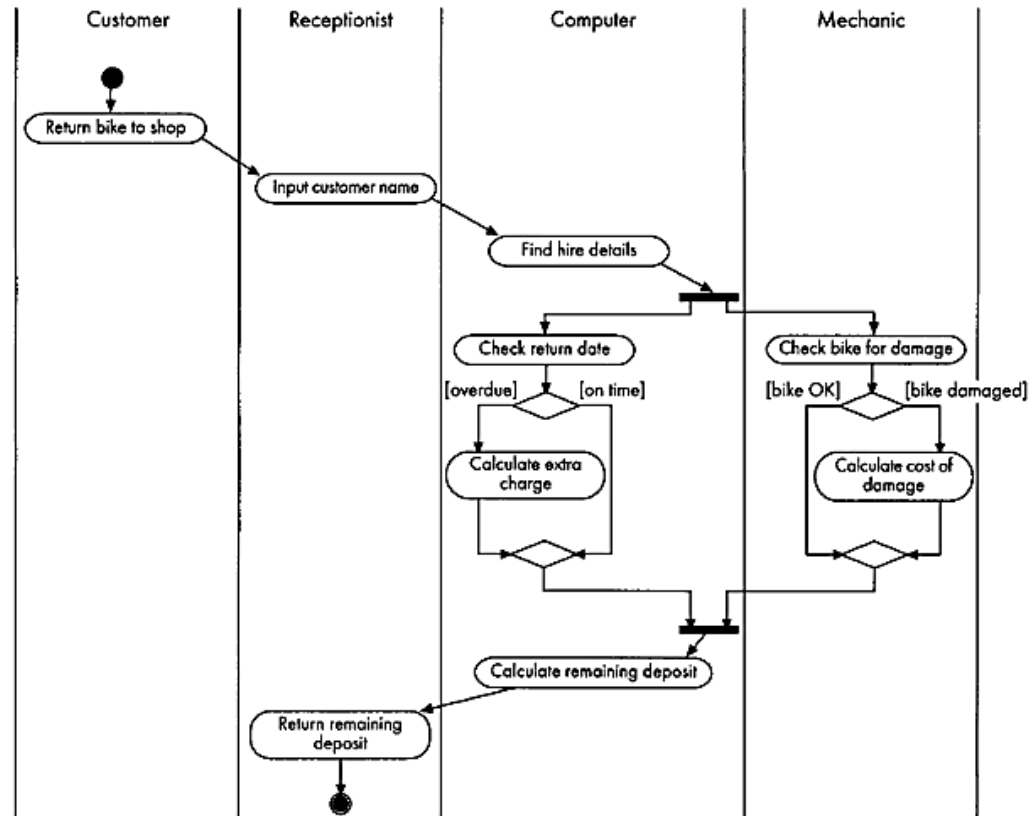 Customer
Receptionist
Computer
Mechanic
Return bike to shop
Input customer name
Find hire details
Check return date
Check bike for damage
[overdue]
[on time]
[bike OK]
[bike damaged]
Calculate extra
charge
Calculate cost of
damage
Calculate remaining deposit
Return remaining
deposit